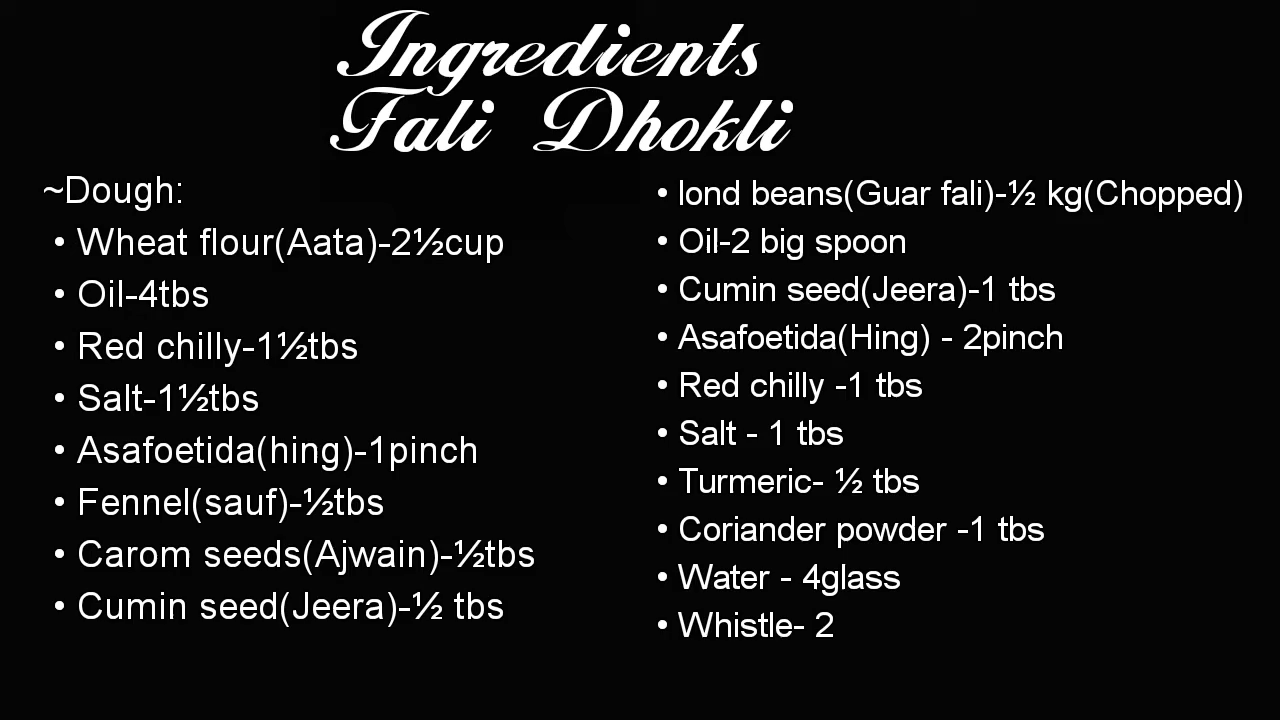 Ingredients
Fali Dhokli
~Dough:
• Wheat flour(Aata)-2½cup
• Oil-4tbs
• Red chilly-1½tbs
• Salt-1½tbs
• Asafoetida(hing)-1pinch
• Fennel(sauf)-½tbs
• Carom seeds(Ajwain)-½tbs
• Cumin seed(Jeera)-½ tbs
• lond beans(Guar fali)-½ kg(Chopped)
• Oil-2 big spoon
• Cumin seed(Jeera)-1 tbs
• Asafoetida(Hing) - 2pinch
• Red chilly -1 tbs
• Salt - 1 tbs
• Turmeric- ½ tbs
• Coriander powder -1 tbs
• Water - 4glass
• Whistle- 2